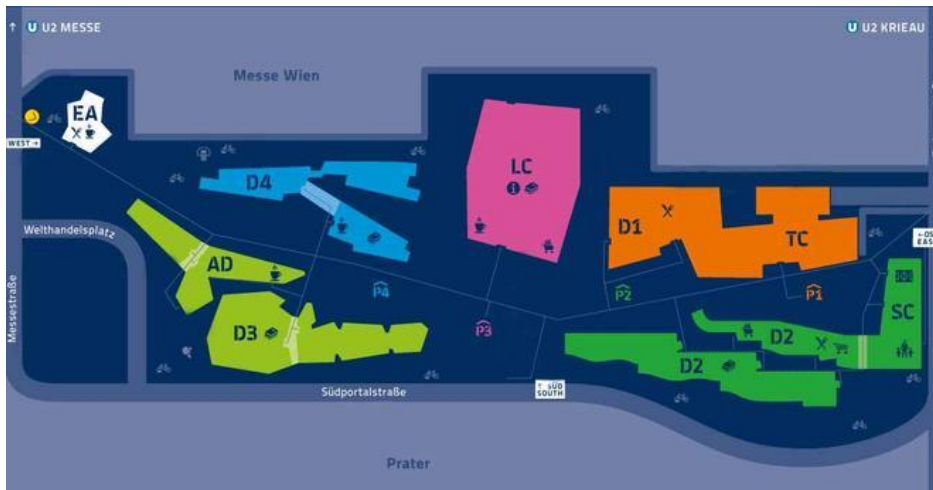 ↑ U U2 MESSE
U U2 KRIEAU
Messe Wien
EA
WEST →
LC
D4
D1
TC
Welthandelsplatz
AD
P4
P2
P1
SC
P3
D3
D2
D2
Messestraße
Südportalstraße
↑ SÜD
SOUTH
Prater